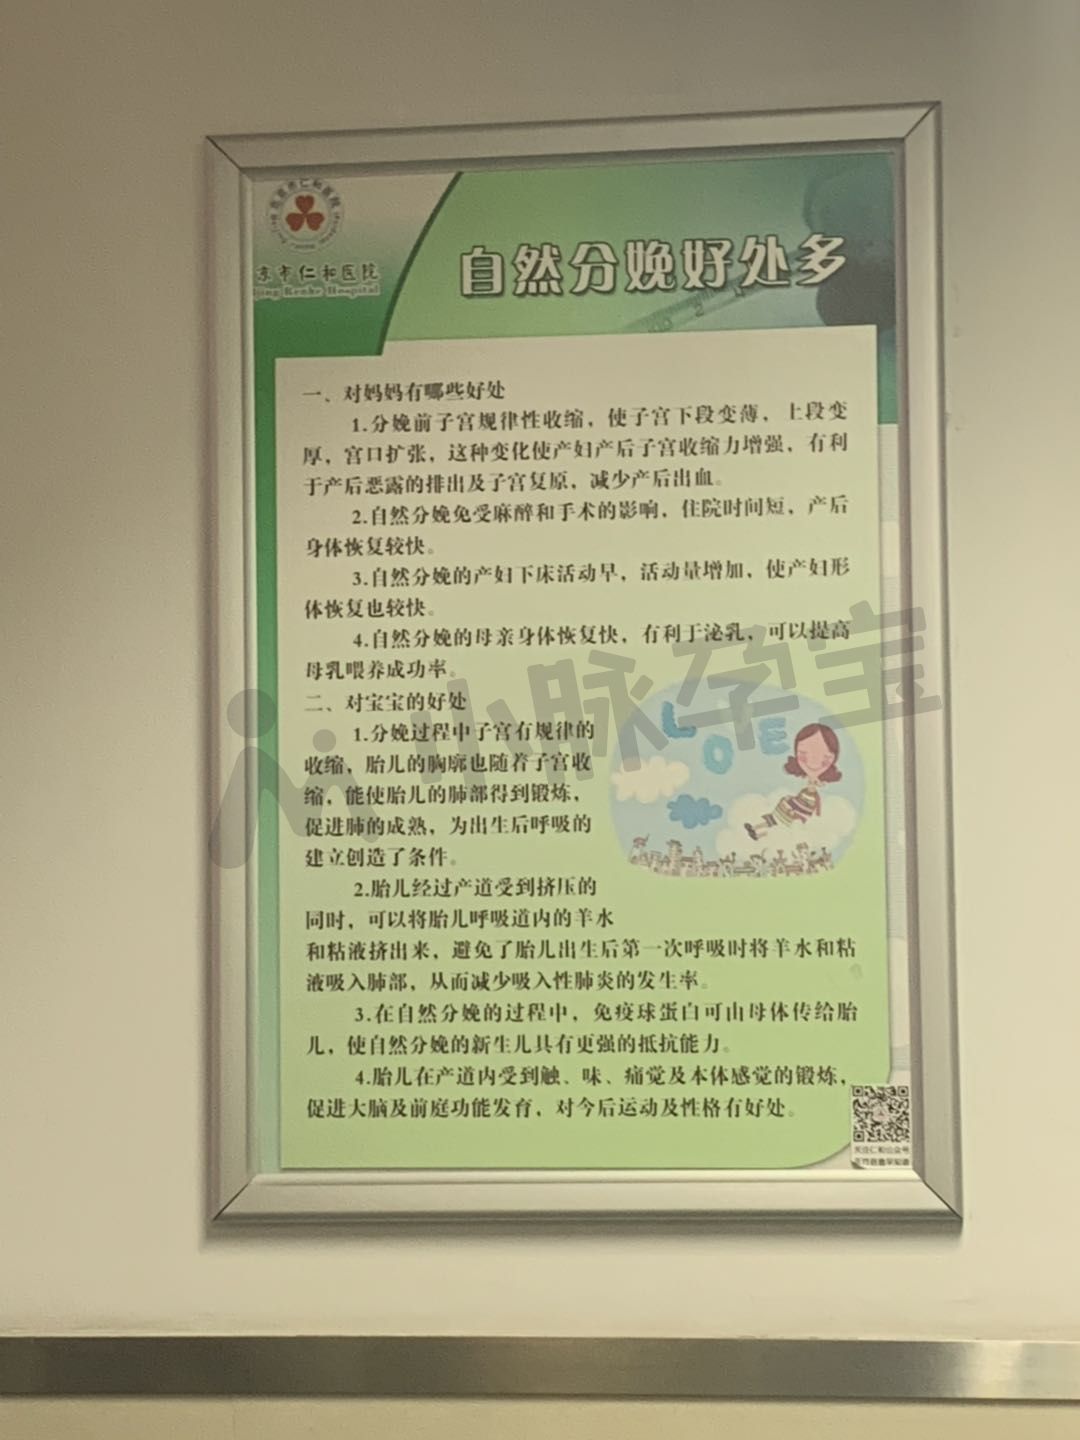 京市仁和医院
jing Renhe Hospital
自然分娩好处多
一、对妈妈有哪些好处
1.分娩前子宫规律性收缩，使子宫下段变薄，上段变
厚，宫口扩张，这种变化使产妇产后子宫收缩力增强，有利
于产后恶露的排出及子宫复原，减少产后出血。
2.自然分娩免受麻醉和手术的影响，住院时间短，产后
身体恢复较快。
3.自然分娩的产妇下床活动早，活动量增加，使产妇形
体恢复也较快。
4.自然分娩的母亲身体恢复快，有利于泌乳，可以提高
母乳喂养成功率。
二、对宝宝的好处
1.分娩过程中子宫有规律的
收缩，胎儿的胸廓也随着子宫收
缩，能使胎儿的肺部得到锻炼，
促进肺的成熟，为出生后呼吸的
建立创造了条件。
2.胎儿经过产道受到挤压的
同时，可以将胎儿呼吸道内的羊水
和粘液挤出来，避免了胎儿出生后第一次呼吸时将羊水和粘
液吸入肺部，从而减少吸入性肺炎的发生率。
3.在自然分娩的过程中，免疫球蛋白可由母体传给胎
儿，使自然分娩的新生儿具有更强的抵抗能力。
4.胎儿在产道内受到触、味、痛觉及本体感觉的锻炼，
促进大脑及前庭功能发育，对今后运动及性格有好处。
L O E
小脉孕宝
关注仁和公众号